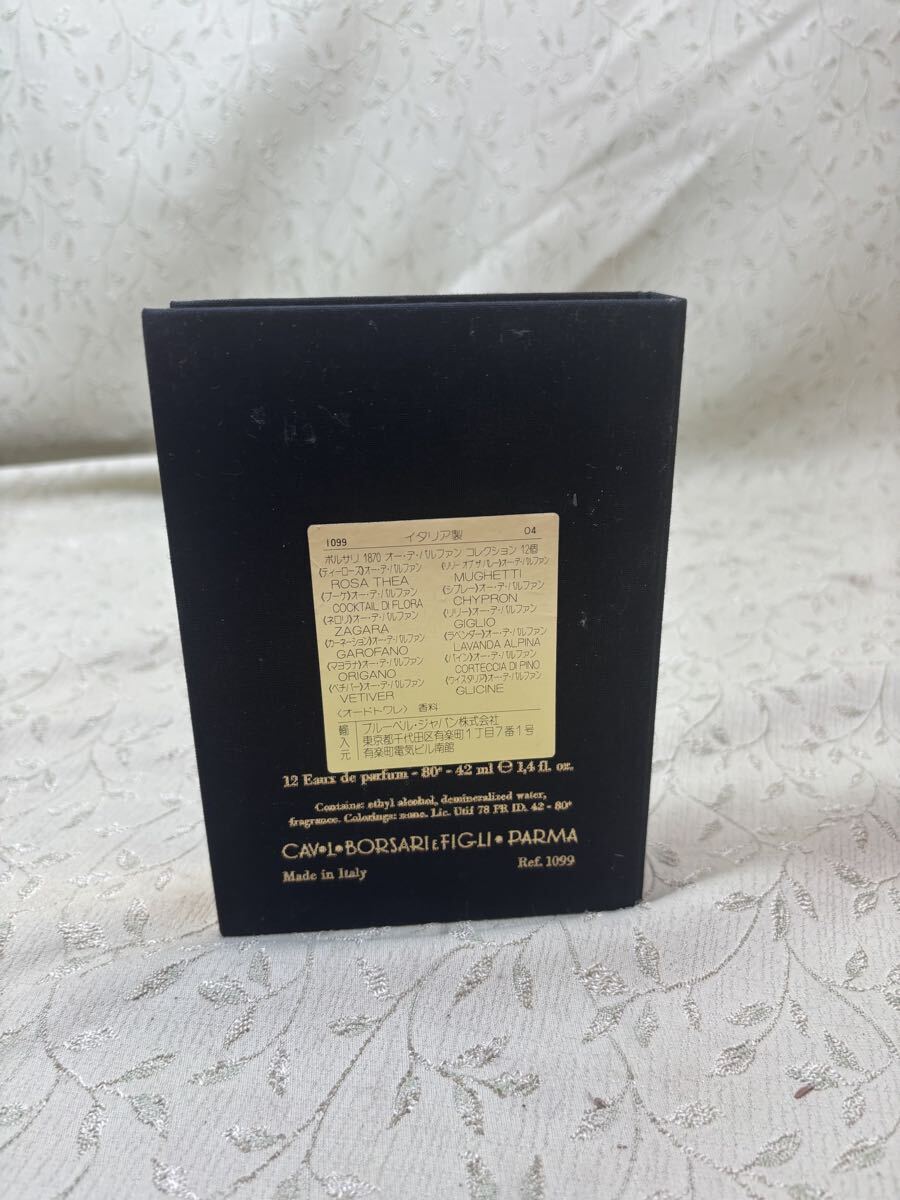 1099 イタリア製 04
ボルサリ 1870 オー・デ・パルファン コレクション 12個
(ティーローズ)オー・デ・パルファン
ROSA THEA
(ブーケ)オー・デ・パルファン
COCKTAIL DI FLORA
(ネロリ)オー・デ・パルファン
ZAGARA
(カーネーション)オー・デ・パルファン
GAROFANO
(マヨラナ)オー・デ・パルファン
ORIGANO
(ベチバー)オー・デ・パルファン
VETIVER
(リリー オブ ザ バレー)オー・デ・パルファン
MUGHETTI
(シプレー)オー・デ・パルファン
CHYPRON
(リリー)オー・デ・パルファン
GIGLIO
(ラベンダー)オー・デ・パルファン
LAVANDA ALPINA
(パイン)オー・デ・パルファン
CORTECCIA DI PINO
(ウイスタリア)オー・デ・パルファン
GLICINE
〈オードトワレ〉 香料
輸入元
ブルーベル・ジャパン株式会社
東京都千代田区有楽町1丁目7番1号
有楽町電気ビル南館
12 Eaux de parfum - 80° - 42 ml ℮ 1,4 fl. oz.
Contains: ethyl alcohol, demineralized water,
fragrance. Colorings: none. Lic. Utif 78 PR ID. 42 - 80°
CAV•L•BORSARI E FIGLI • PARMA
Made in Italy Ref. 1099